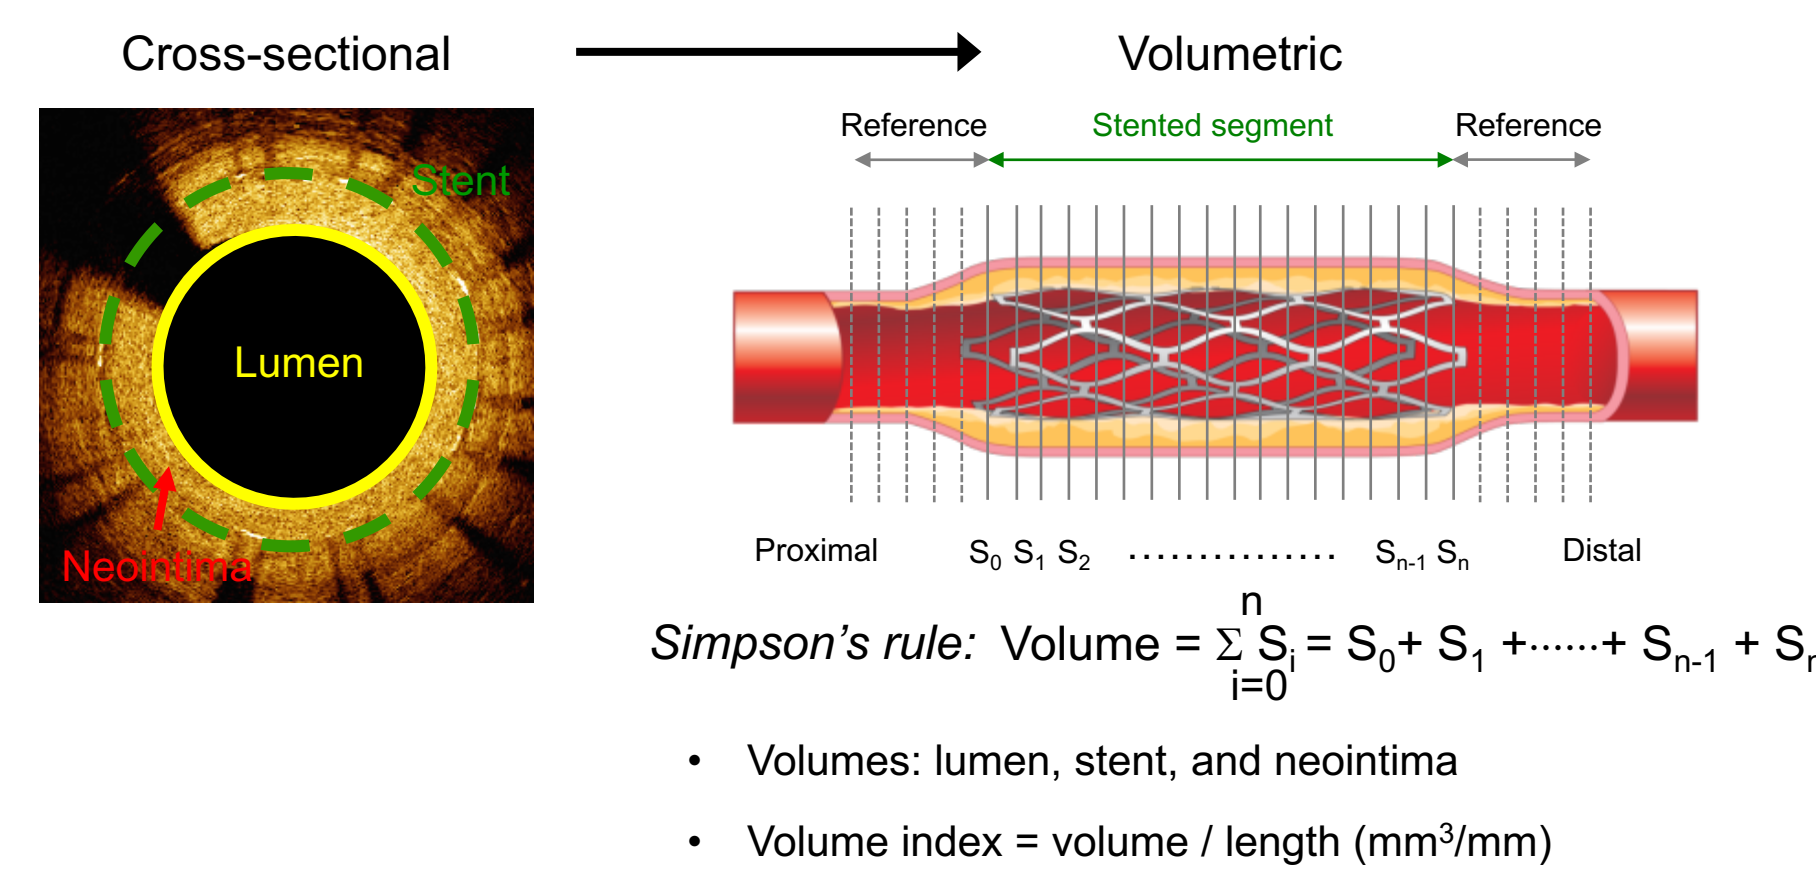 Cross-sectional
Volumetric
Reference
Stented segment
Reference
Stent
Lumen
Neointima
Proximal
S0 S1 S2 ............... Sn-1 Sn
Distal
n
Simpson's rule: Volume = Σ Si = S0+ S1 +······+ Sn-1 + Sn
i=0
• Volumes: lumen, stent, and neointima
• Volume index = volume / length (mm³/mm)